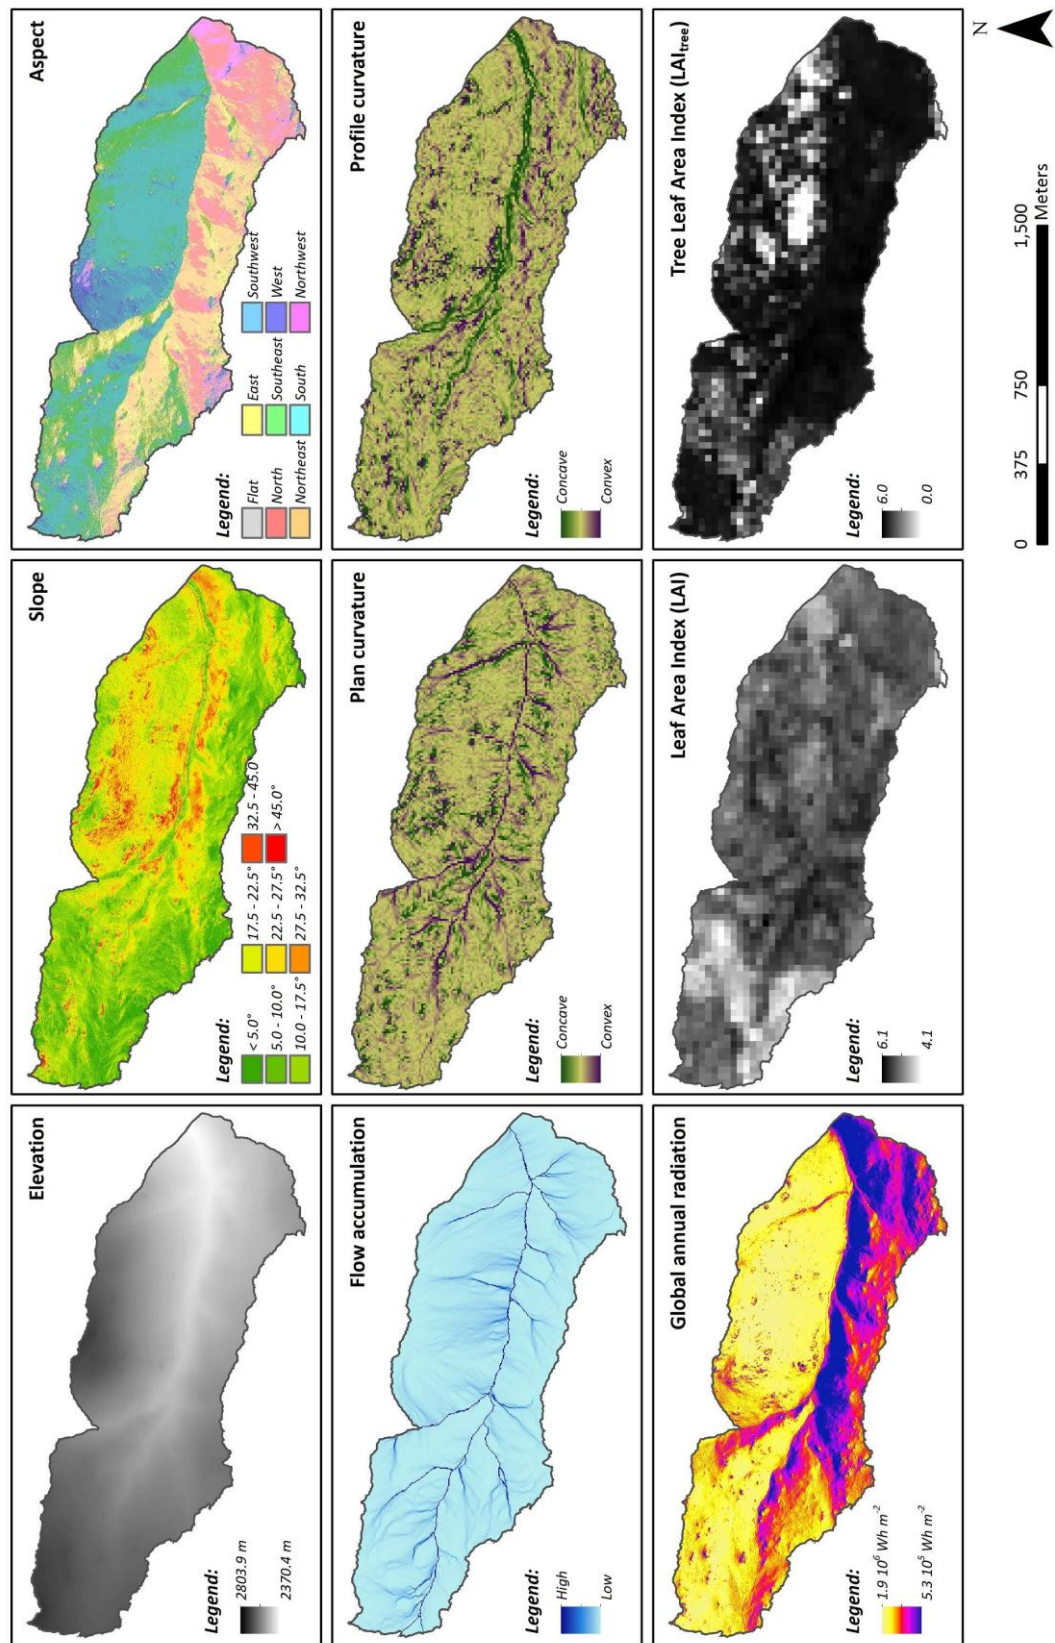 Elevation
Legend:
2803.9 m
2370.4 m
Slope
Legend:
< 5.0°
5.0 - 10.0°
10.0 - 17.5°
17.5 - 22.5°
22.5 - 27.5°
27.5 - 32.5°
32.5 - 45.0°
> 45.0°
Aspect
Legend:
Flat
North
Northeast
East
Southeast
South
Southwest
West
Northwest
Flow accumulation
Legend:
High
Low
Plan curvature
Legend:
Concave
Convex
Profile curvature
Legend:
Concave
Convex
Global annual radiation
Legend:
1.9 10⁶ Wh m⁻²
5.3 10⁵ Wh m⁻²
Leaf Area Index (LAI)
Legend:
6.1
4.1
Tree Leaf Area Index (LAItree)
Legend:
6.0
0.0
0 375 750 1,500
Meters
N